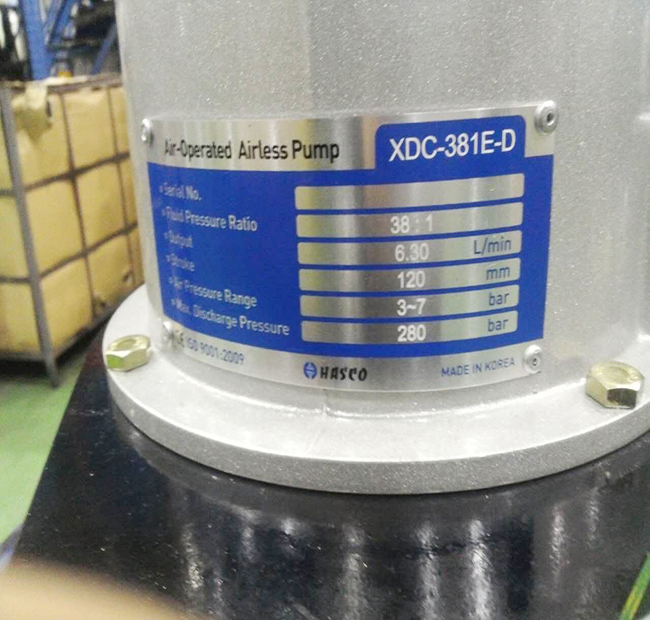 Air-Operated Airless Pump XDC-381E-D
Serial No.
Fluid Pressure Ratio 38 : 1
Output 6.30 L/min
Stroke 120 mm
Air Pressure Range 3~7 bar
Max. Discharge Pressure 280 bar
CE ISO 9001:2009 HASCO MADE IN KOREA